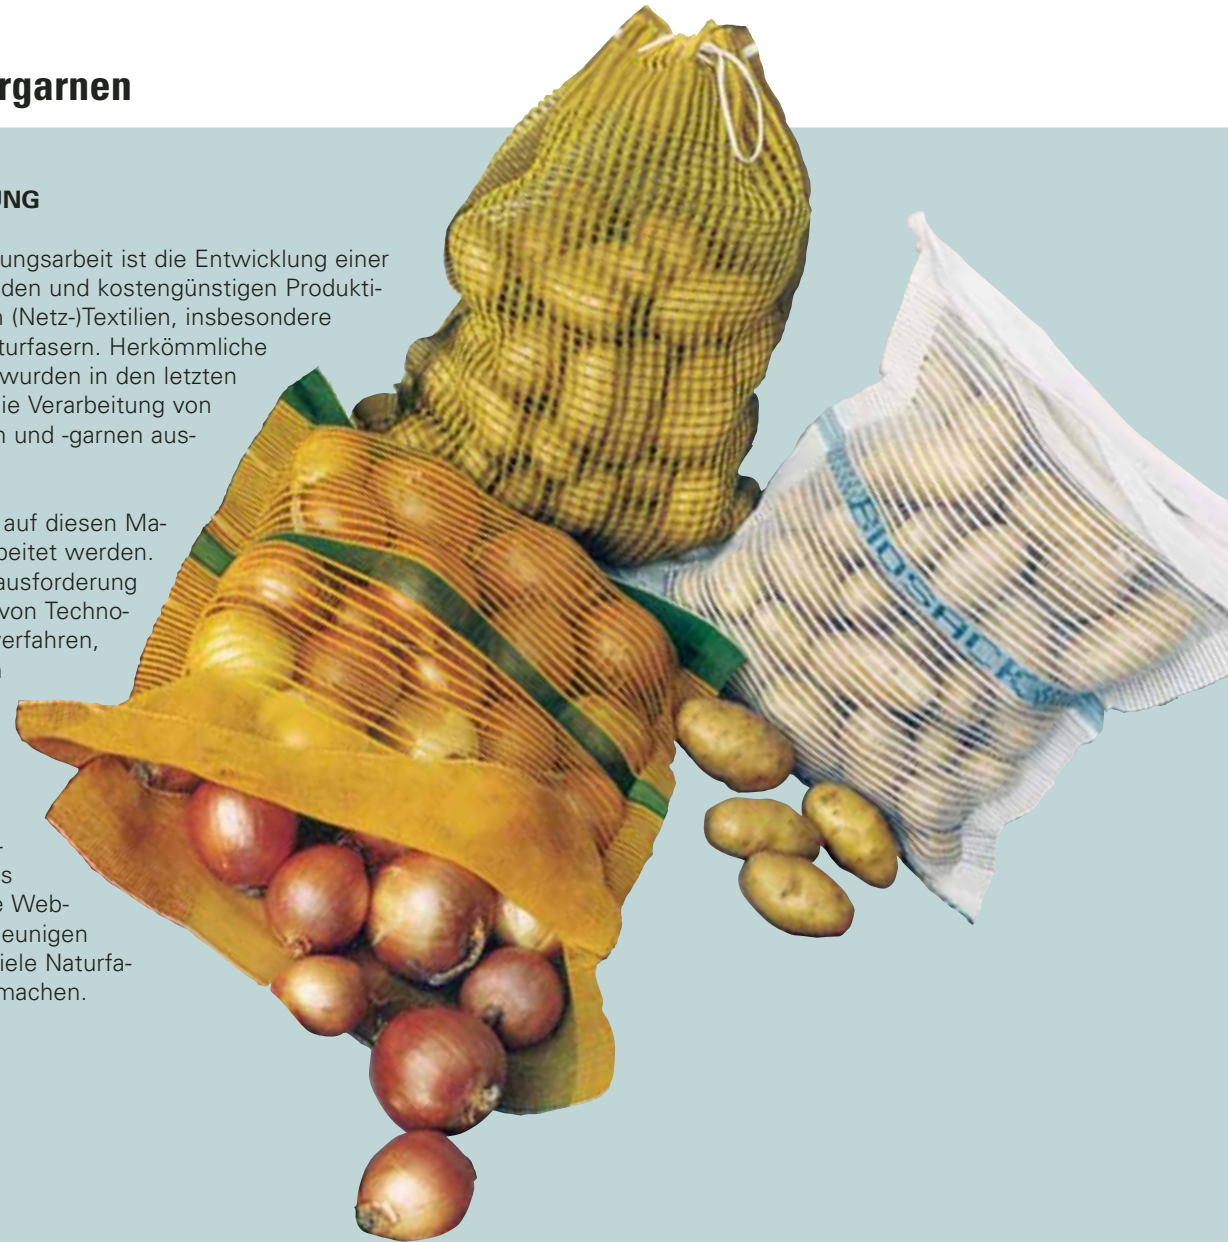 rgarnen
UNG
ungsarbeit ist die Entwicklung einer
den und kostengünstigen Produkti-
n (Netz-)Textilien, insbesondere
turfasern. Herkömmliche
wurden in den letzten
ie Verarbeitung von
n und -garnen aus-
auf diesen Ma-
beitet werden.
ausforderung
von Techno-
verfahren,
n
-
s
e Web-
eunigen
iele Naturfa-
machen.
BIOSACK